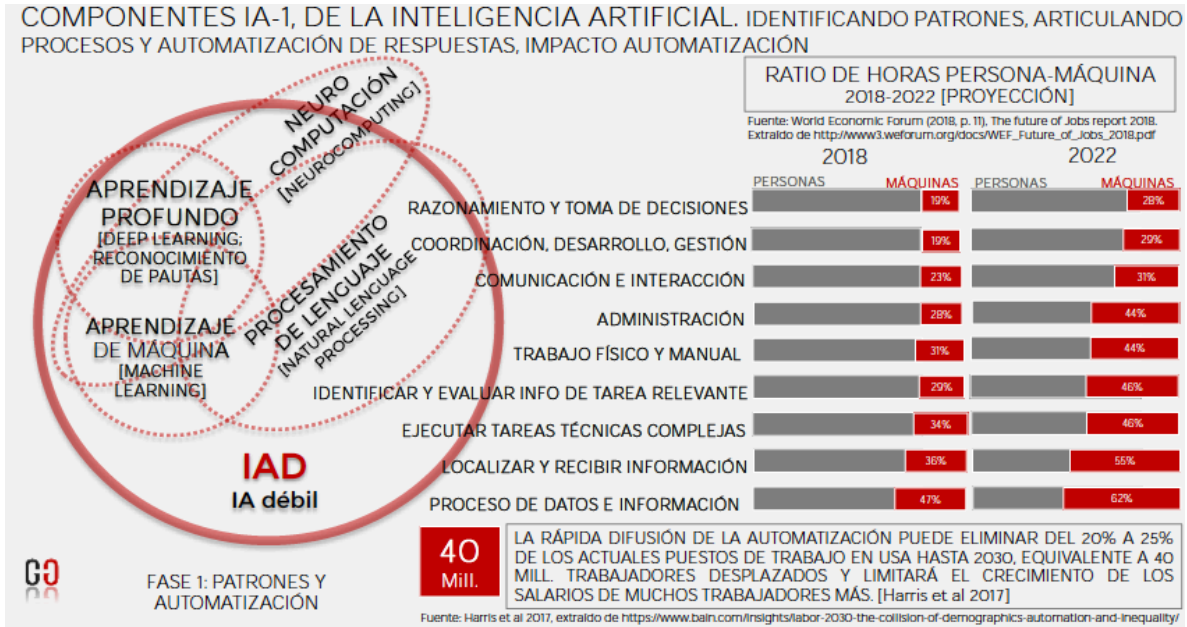 COMPONENTES IA-1, DE LA INTELIGENCIA ARTIFICIAL. IDENTIFICANDO PATRONES, ARTICULANDO
PROCESOS Y AUTOMATIZACIÓN DE RESPUESTAS, IMPACTO AUTOMATIZACIÓN
NEURO
COMPUTACIÓN
[NEUROCOMPUTING]
APRENDIZAJE
PROFUNDO
[DEEP LEARNING;
RECONOCIMIENTO
DE PAUTAS]
PROCESAMIENTO
DE LENGUAJE
[NATURAL LENGUAGE
PROCESSING]
APRENDIZAJE
DE MÁQUINA
[MACHINE
LEARNING]
IAD
IA débil
FASE 1: PATRONES Y
AUTOMATIZACIÓN
GO
RATIO DE HORAS PERSONA-MÁQUINA
2018-2022 [PROYECCIÓN]
Fuente: World Economic Forum (2018, p. 11), The future of Jobs report 2018.
Extraído de http://www3.weforum.org/docs/WEF_Future_of_Jobs_2018.pdf
2018 2022
PERSONAS MÁQUINAS PERSONAS MÁQUINAS
RAZONAMIENTO Y TOMA DE DECISIONES 19% 28%
COORDINACIÓN, DESARROLLO, GESTIÓN 19% 29%
COMUNICACIÓN E INTERACCIÓN 23% 31%
ADMINISTRACIÓN 28% 44%
TRABAJO FÍSICO Y MANUAL 31% 44%
IDENTIFICAR Y EVALUAR INFO DE TAREA RELEVANTE 29% 46%
EJECUTAR TAREAS TÉCNICAS COMPLEJAS 34% 46%
LOCALIZAR Y RECIBIR INFORMACIÓN 36% 55%
PROCESO DE DATOS E INFORMACIÓN 47% 62%
40
Mill.
LA RÁPIDA DIFUSIÓN DE LA AUTOMATIZACIÓN PUEDE ELIMINAR DEL 20% A 25%
DE LOS ACTUALES PUESTOS DE TRABAJO EN USA HASTA 2030, EQUIVALENTE A 40
MILL. TRABAJADORES DESPLAZADOS Y LIMITARÁ EL CRECIMIENTO DE LOS
SALARIOS DE MUCHOS TRABAJADORES MÁS. [Harris et al 2017]
Fuente: Harris et al 2017, extraído de https://www.bain.com/insights/labor-2030-the-collision-of-demographics-automation-and-inequality/